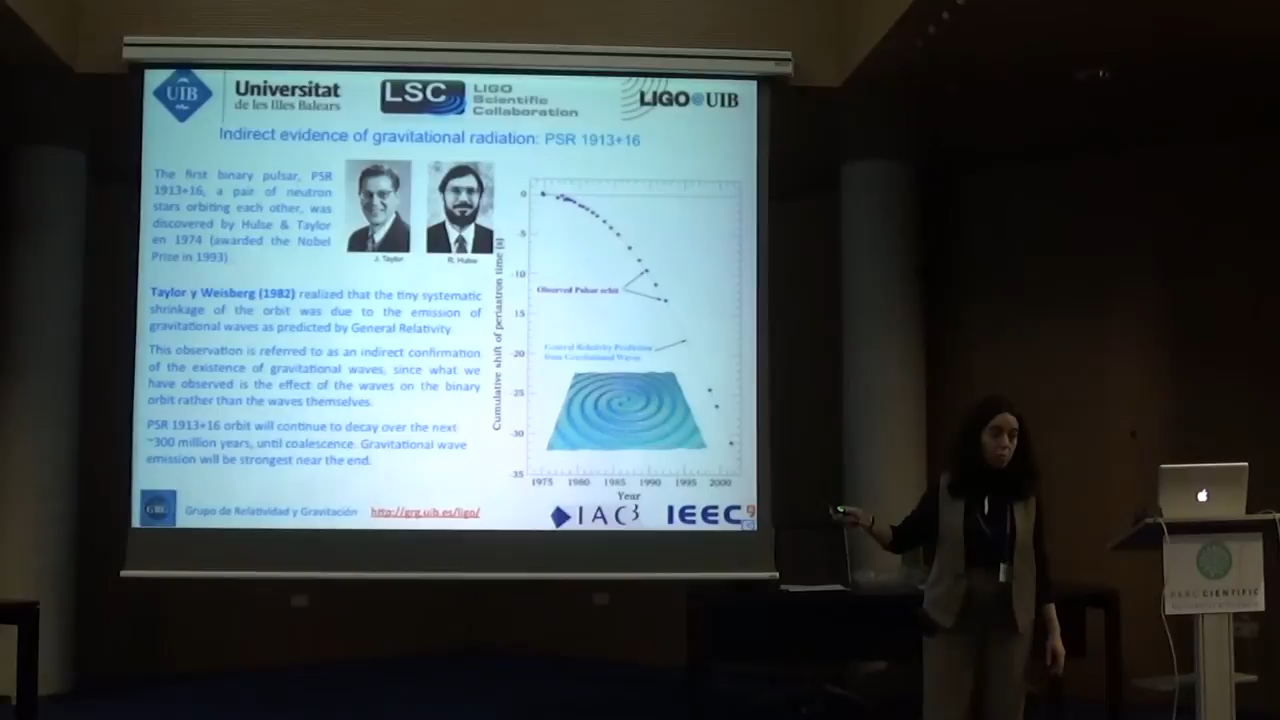 UIB
Universitat
de les Illes Balears
LSC
LIGO
Scientific
Collaboration
LIGO@UIB
Indirect evidence of gravitational radiation: PSR 1913+16
The first binary pulsar, PSR
1913+16, a pair of neutron
stars orbiting each other, was
discovered by Hulse & Taylor
en 1974 (awarded the Nobel
Prize in 1993)
J. Taylor
R. Hulse
Taylor y Weisberg (1982) realized that the tiny systematic
shrinkage of the orbit was due to the emission of
gravitational waves as predicted by General Relativity.
This observation is referred to as an indirect confirmation
of the existence of gravitational waves, since what we
have observed is the effect of the waves on the binary
orbit rather than the waves themselves.
PSR 1913+16 orbit will continue to decay over the next
~300 million years, until coalescence. Gravitational wave
emission will be strongest near the end.
Cumulative shift of periastron time (s)
0
-5
-10
-15
-20
-25
-30
-35
Observed Pulsar orbit
General Relativity Prediction
from Gravitational Waves
1975 1980 1985 1990 1995 2000
Year
Grupo de Relatividad y Gravitación
http://grg.uib.es/ligo/
IAC3
IEEC
PARC CIENTIFIC